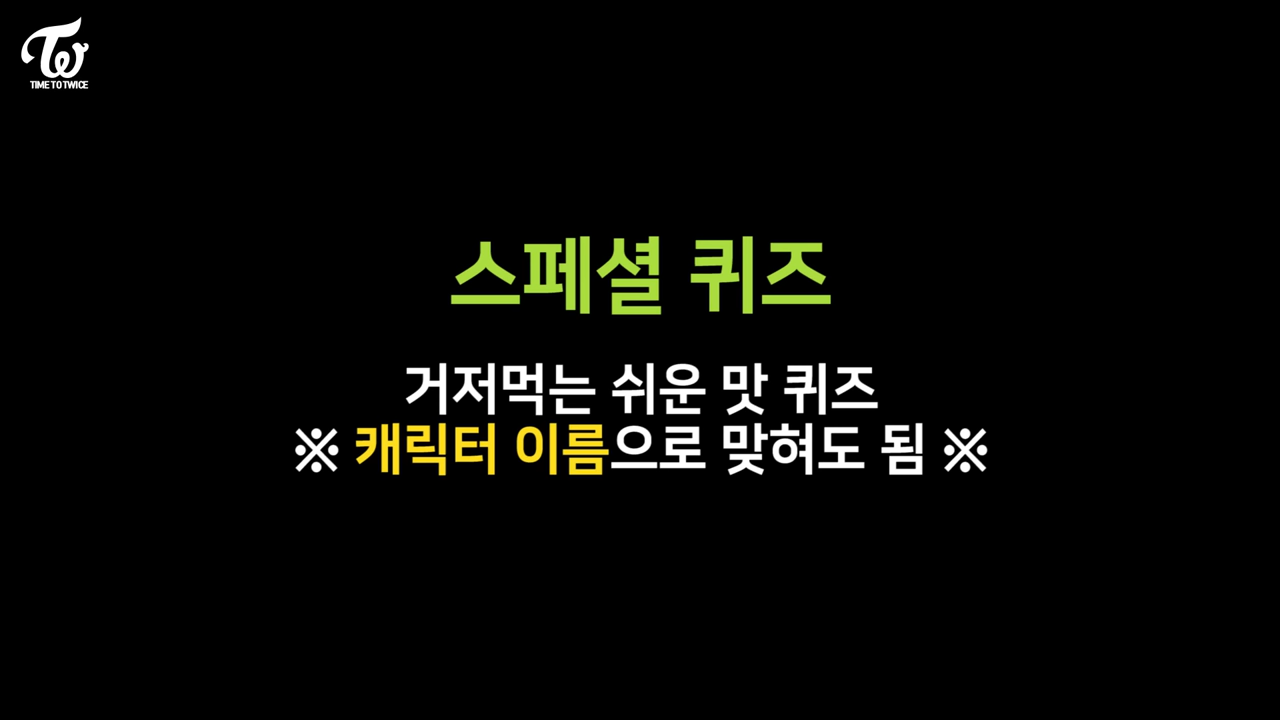 TW
TIME TO TWICE
스페셜 퀴즈
거저먹는 쉬운 맛 퀴즈
※ 캐릭터 이름으로 맞혀도 됨 ※